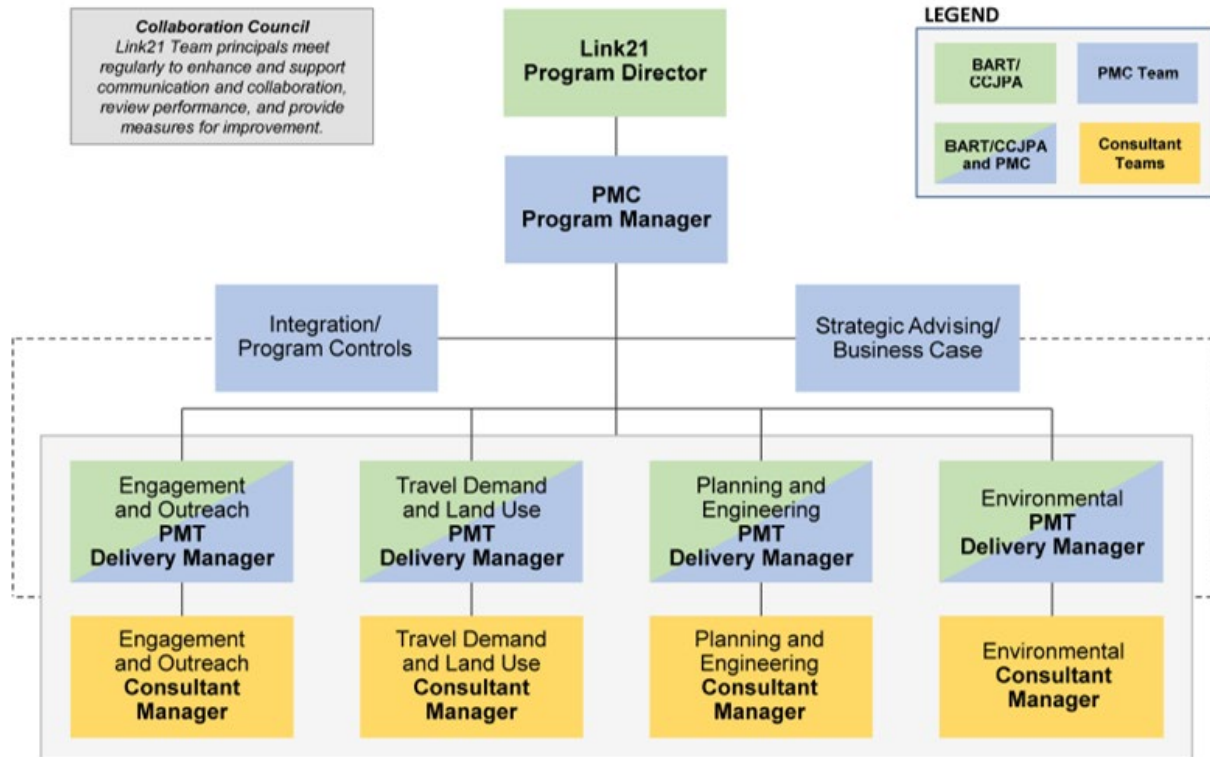 Collaboration Council
Link21 Team principals meet
regularly to enhance and support
communication and collaboration,
review performance, and provide
measures for improvement.
Link21
Program Director
LEGEND
BART/
CCJPA
PMC Team
BART/CCJPA
and PMC
Consultant
Teams
PMC
Program Manager
Integration/
Program Controls
Strategic Advising/
Business Case
Engagement
and Outreach
PMT
Delivery Manager
Travel Demand
and Land Use
PMT
Delivery Manager
Planning and
Engineering
PMT
Delivery Manager
Environmental
PMT
Delivery Manager
Engagement
and Outreach
Consultant
Manager
Travel Demand
and Land Use
Consultant
Manager
Planning and
Engineering
Consultant
Manager
Environmental
Consultant
Manager